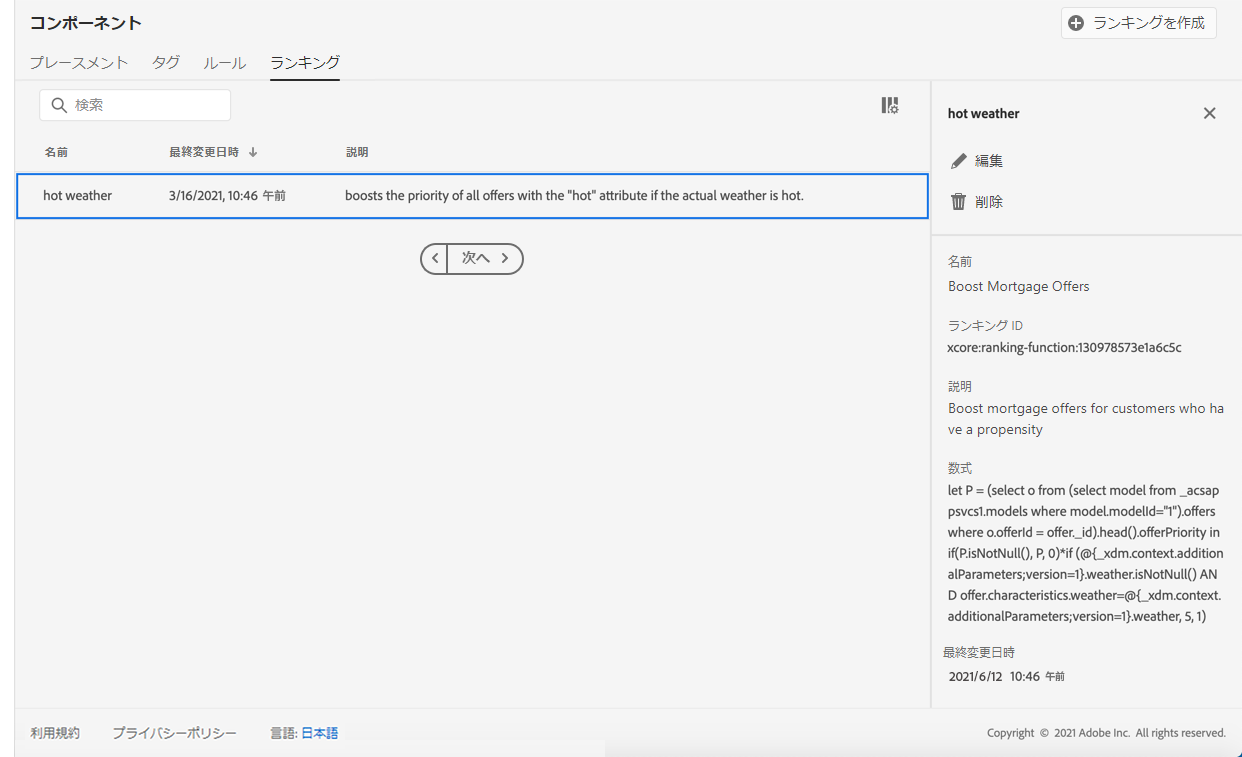 コンポーネント
ランキングを作成
プレースメント タグ ルール ランキング
検索
名前 最終変更日時 説明
hot weather 3/16/2021, 10:46 午前 boosts the priority of all offers with the "hot" attribute if the actual weather is hot.
次へ
hot weather
編集
削除
名前
Boost Mortgage Offers
ランキング ID
xcore:ranking-function:130978573e1a6c5c
説明
Boost mortgage offers for customers who ha
ve a propensity
数式
let P = (select o from (select model from _acsap
psvcs1.models where model.modelId="1").offers
where o.offerId = offer._id).head().offerPriority in
if(P.isNotNull(), P, 0)*if (@{_xdm.context.addition
alParameters;version=1}.weather.isNotNull() AN
D offer.characteristics.weather=@{_xdm.context.
additionalParameters;version=1}.weather, 5, 1)
最終変更日時
2021/6/12 10:46 午前
利用規約 プライバシーポリシー 言語: 日本語
Copyright © 2021 Adobe Inc. All rights reserved.